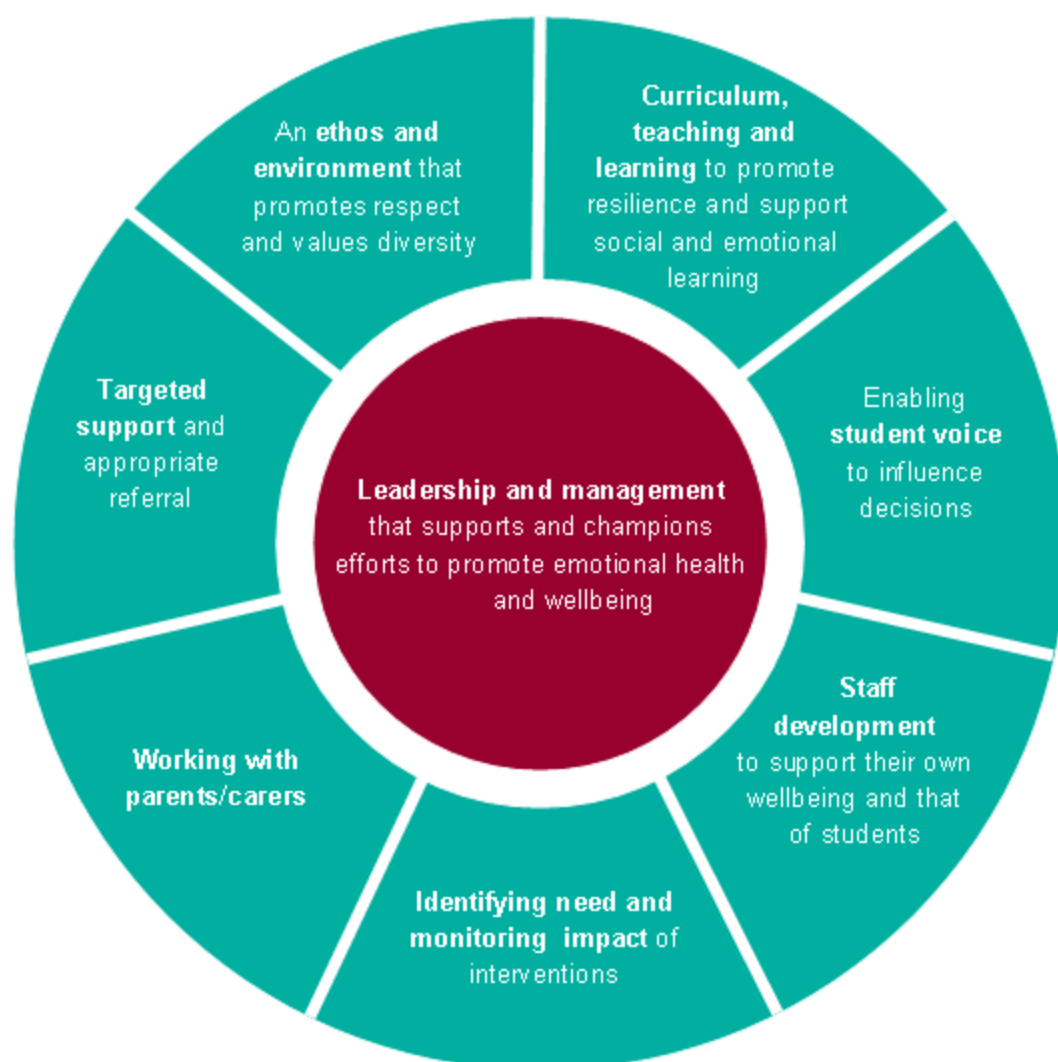 An ethos and
environment that
promotes respect
and values diversity
Curriculum,
teaching and
learning to promote
resilience and support
social and emotional
learning
Enabling
student voice
to influence
decisions
Staff
development
to support their own
wellbeing and that
of students
Identifying need and
monitoring impact of
interventions
Working with
parents/carers
Targeted
support and
appropriate
referral
Leadership and management
that supports and champions
efforts to promote emotional health
and wellbeing